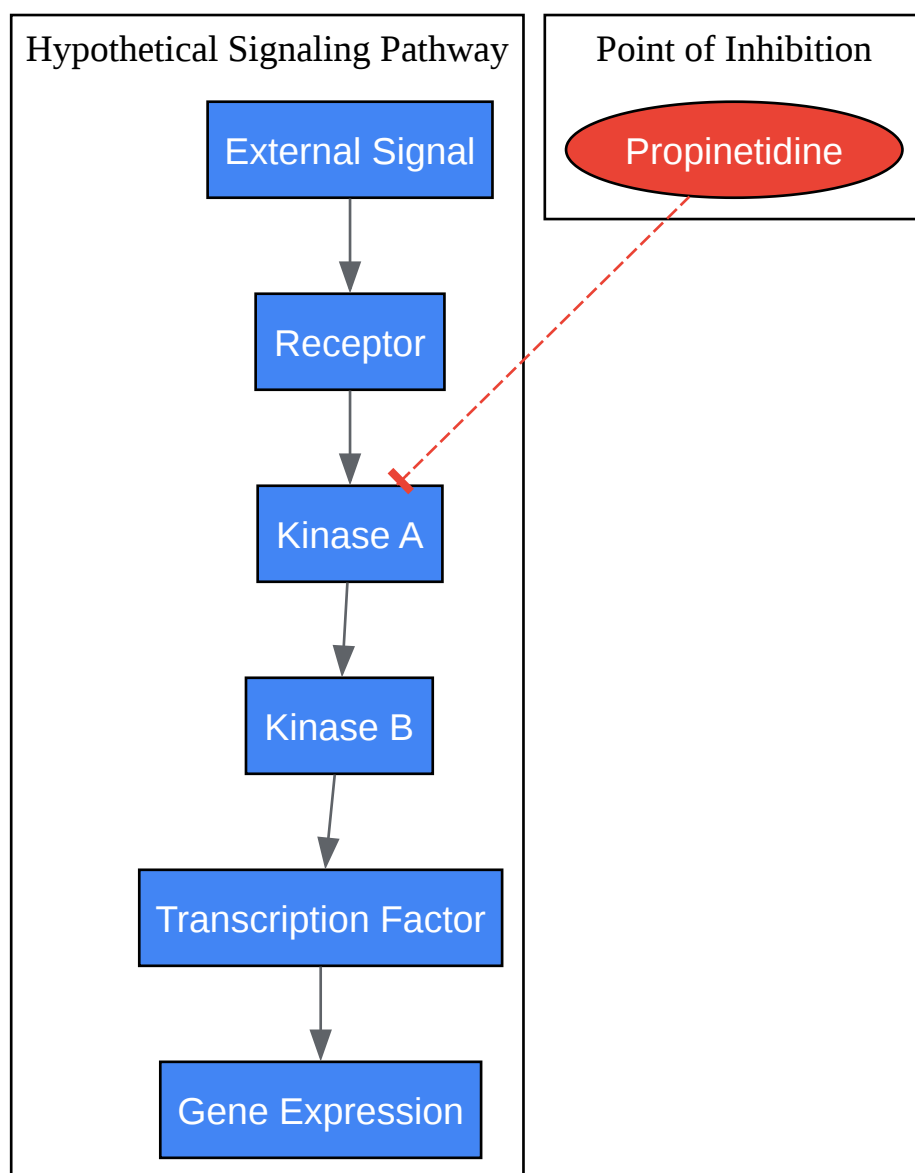 Hypothetical Signaling Pathway
External Signal
Receptor
Kinase A
Kinase B
Transcription Factor
Gene Expression
Point of Inhibition
Propinetidine